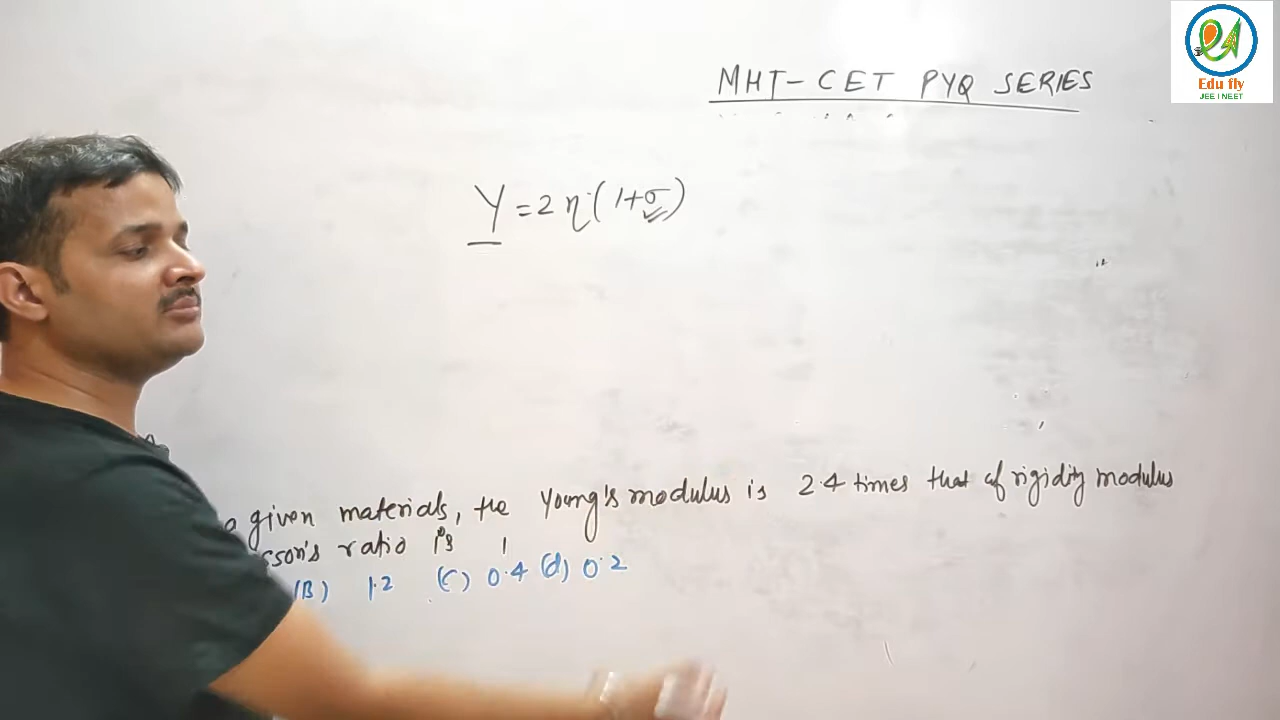 Edu fly
JEE | NEET
MHT-CET PYQ SERIES
Y = 2η(1+σ)
given materials, the Young's modulus is 2.4 times that of rigidity modulus
sson's ratio is
(B) 1.2 (C) 0.4 (d) 0.2